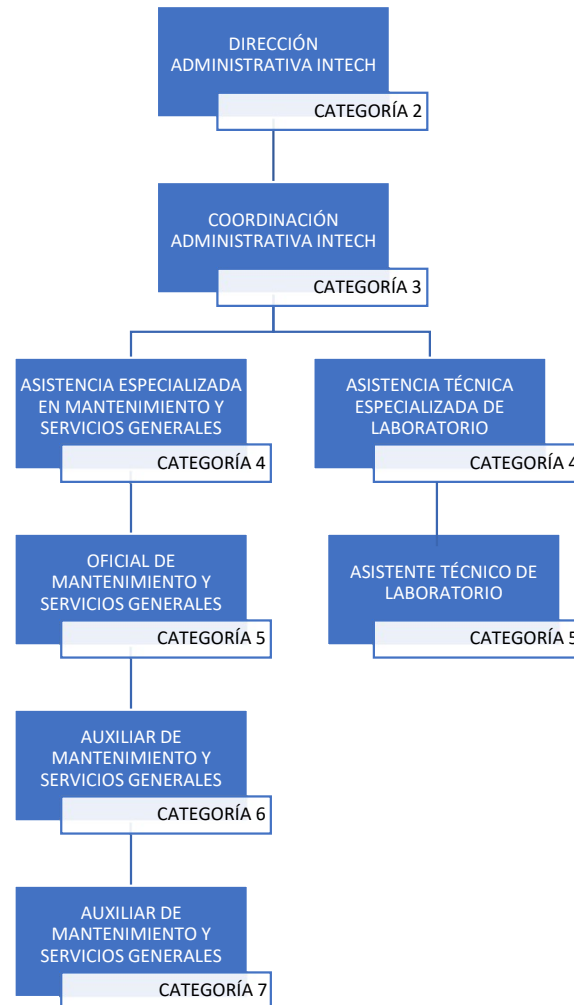 DIRECCIÓN
ADMINISTRATIVA INTECH
CATEGORÍA 2
COORDINACIÓN
ADMINISTRATIVA INTECH
CATEGORÍA 3
ASISTENCIA ESPECIALIZADA
EN MANTENIMIENTO Y
SERVICIOS GENERALES
CATEGORÍA 4
ASISTENCIA TÉCNICA
ESPECIALIZADA DE
LABORATORIO
CATEGORÍA 4
OFICIAL DE
MANTENIMIENTO Y
SERVICIOS GENERALES
CATEGORÍA 5
ASISTENTE TÉCNICO DE
LABORATORIO
CATEGORÍA 5
AUXILIAR DE
MANTENIMIENTO Y
SERVICIOS GENERALES
CATEGORÍA 6
AUXILIAR DE
MANTENIMIENTO Y
SERVICIOS GENERALES
CATEGORÍA 7